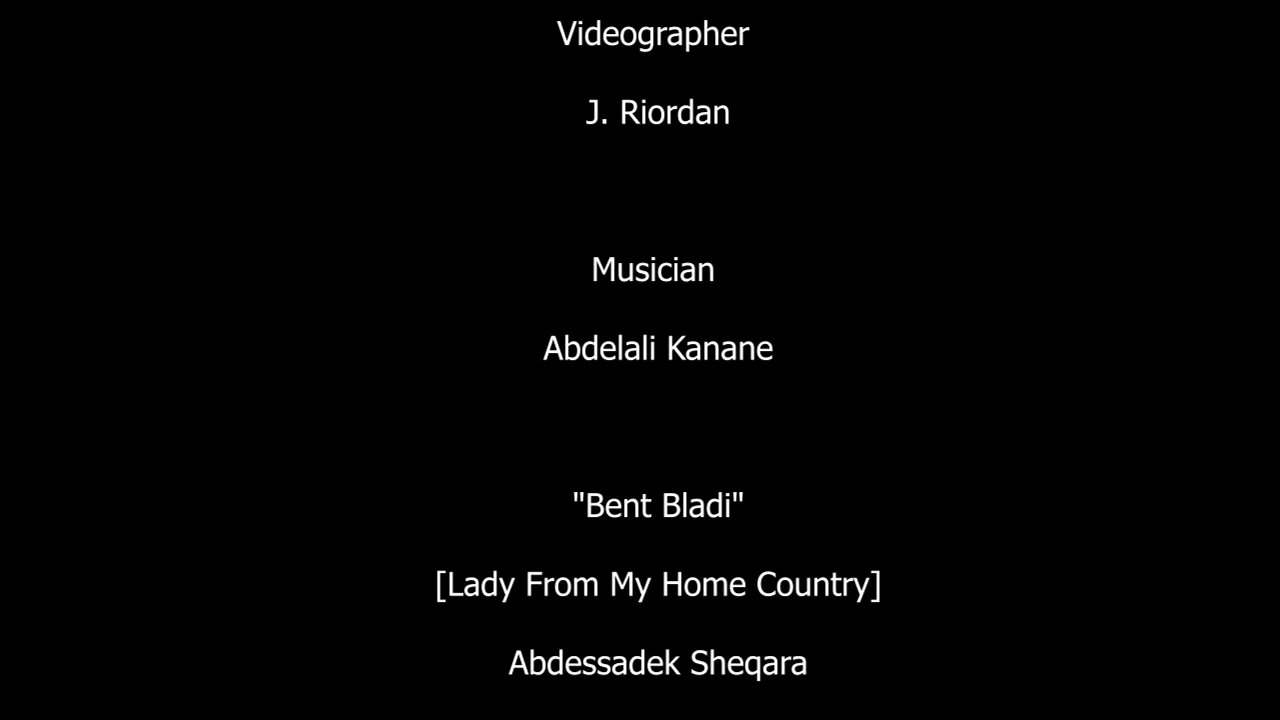 Videographer
J. Riordan
Musician
Abdelali Kanane
"Bent Bladi"
[Lady From My Home Country]
Abdessadek Sheqara